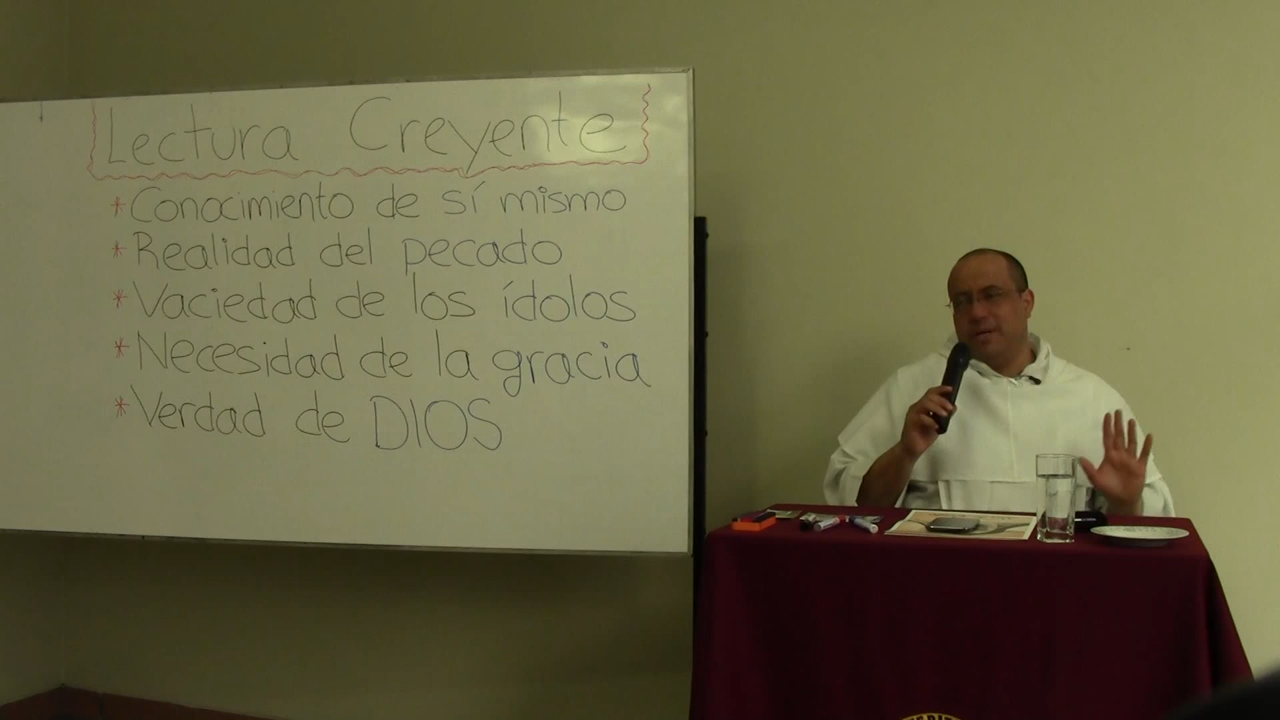 Lectura Creyente
* Conocimiento de sí mismo
* Realidad del pecado
* Vaciedad de los ídolos
* Necesidad de la gracia
* Verdad de DIOS